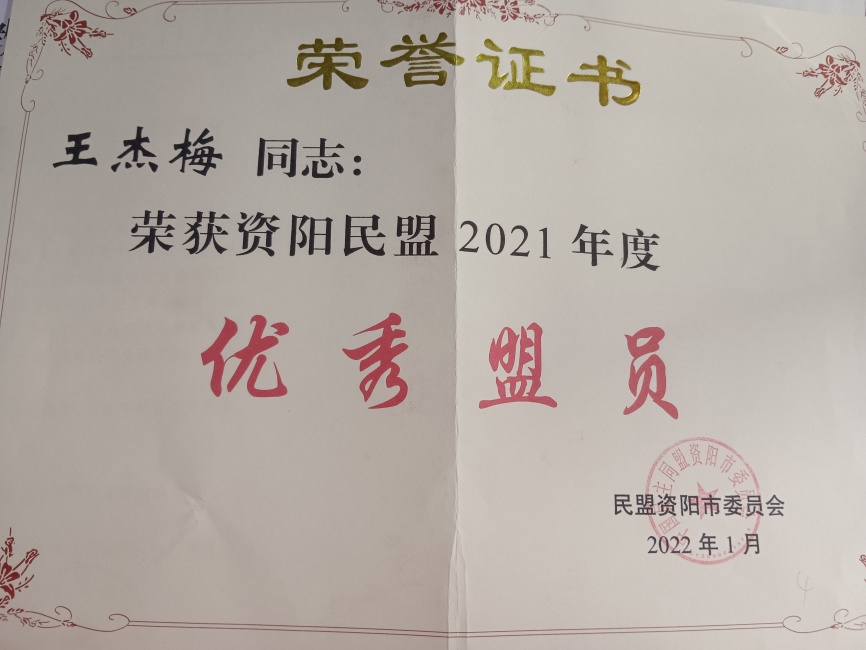 荣誉证书
王杰梅 同志：
荣获资阳民盟 2021 年度
优秀盟员
民盟资阳市委员会
2022 年 1 月
4